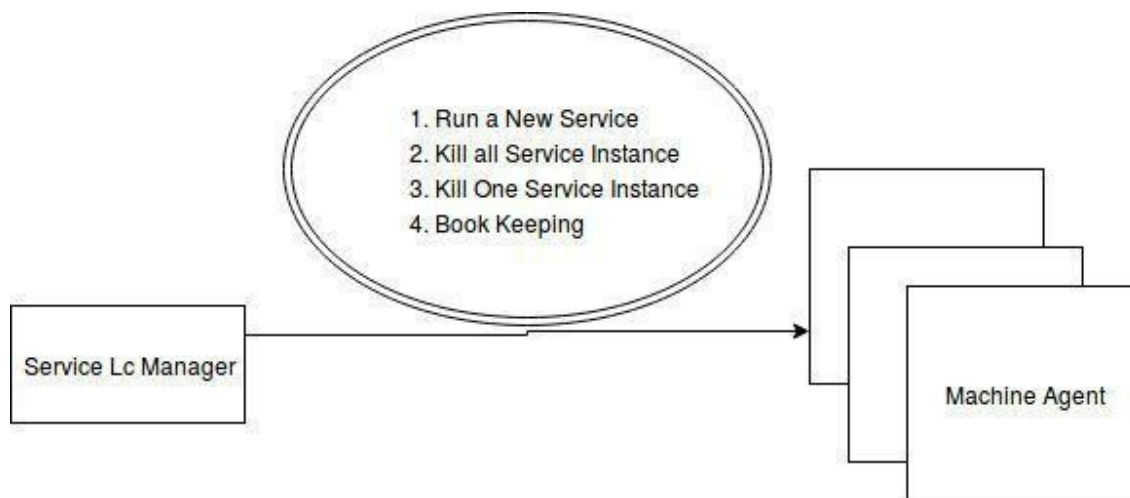 1. Run a New Service
2. Kill all Service Instance
3. Kill One Service Instance
4. Book Keeping
Service Lc Manager
Machine Agent